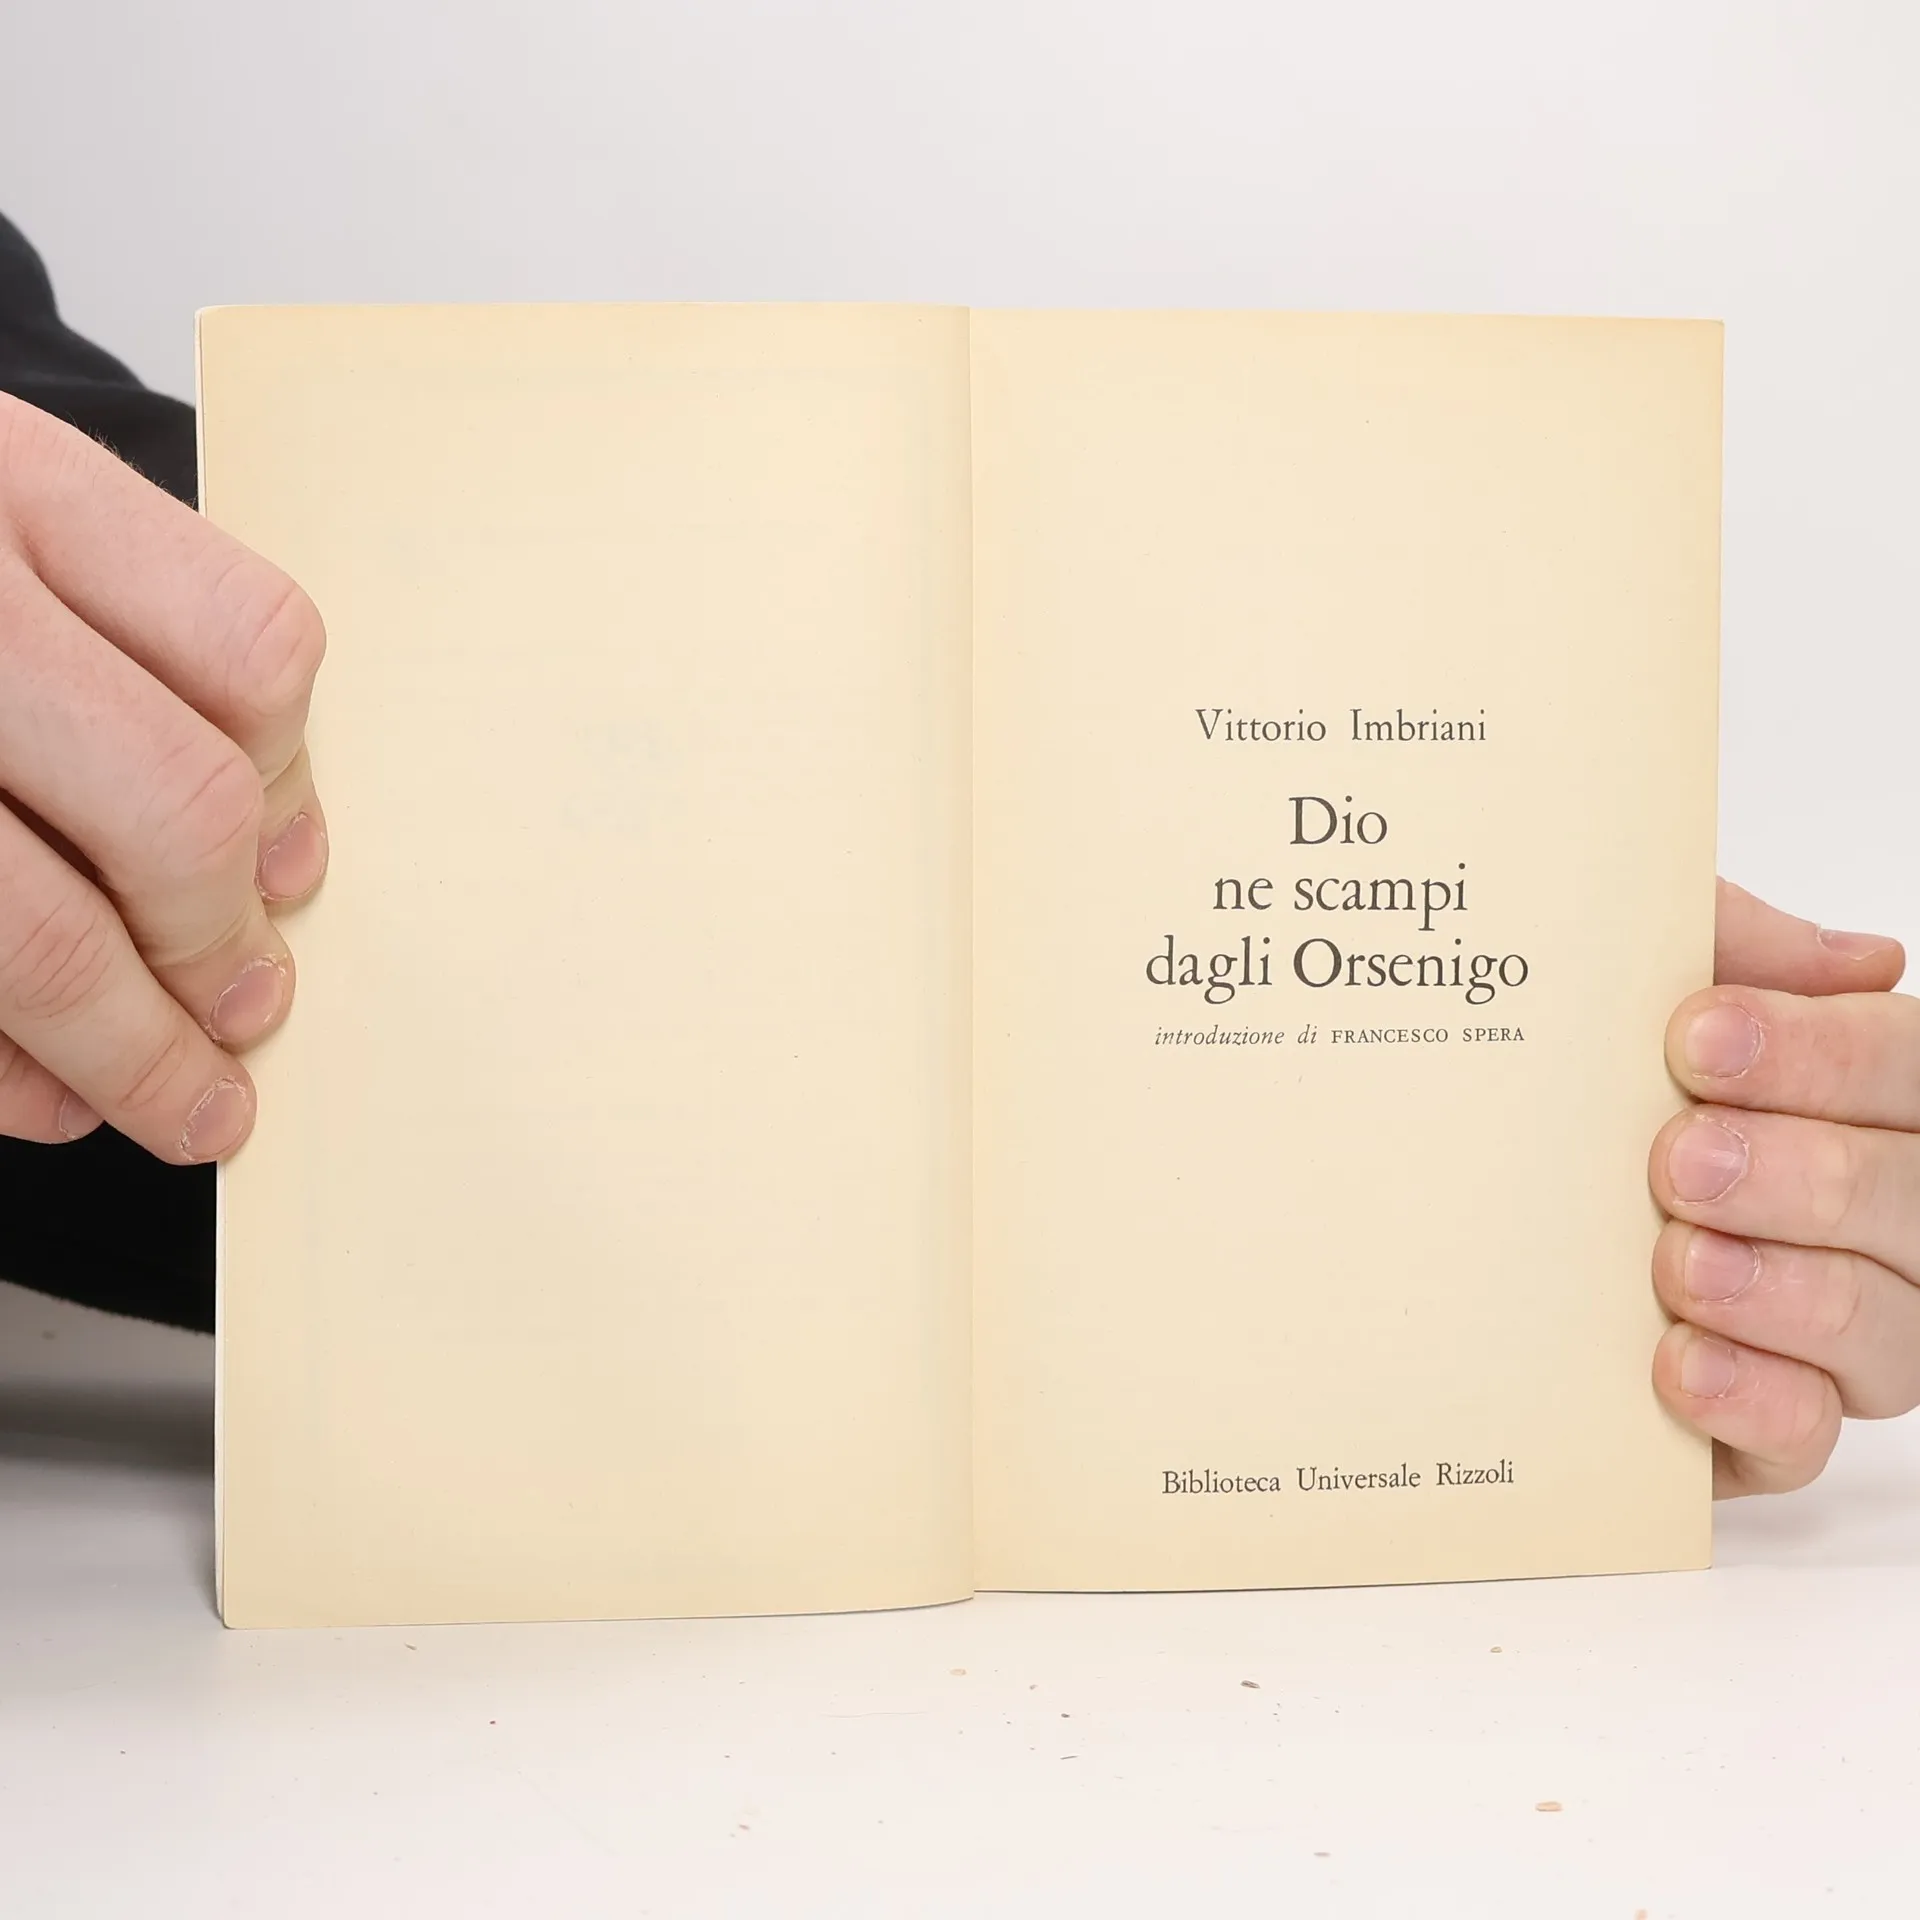 Vittorio Imbriani
Dio
ne scampi
dagli Orsenigo
introduzione di FRANCESCO SPERA
Biblioteca Universale Rizzoli